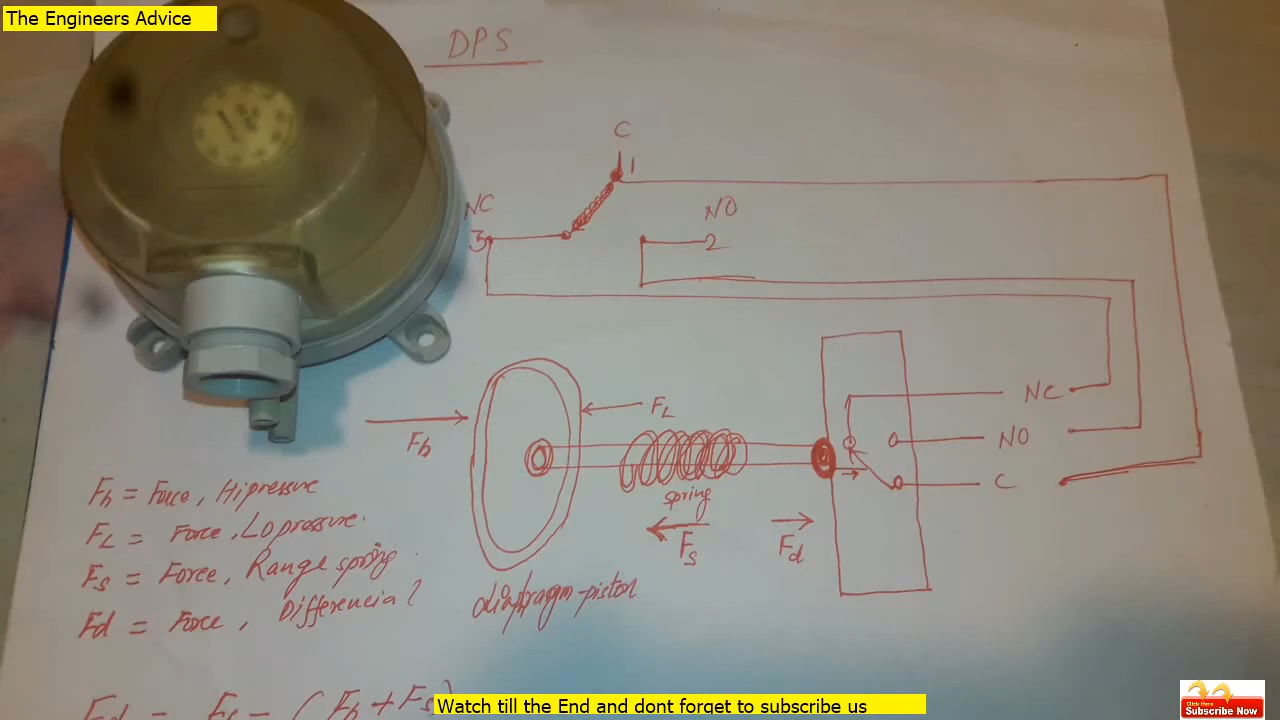 The Engineers Advice
DPS
C
1
NC
3
NO
2
Fh
FL
NC
NO
C
spring
Fs
Fd
diaphragm-piston
Fh = Force, Hi pressure
FL = Force, Lo pressure.
Fs = Force, Range spring
Fd = Force, Differencial
Watch till the End and dont forget to subscribe us
Click Here
Subscribe Now